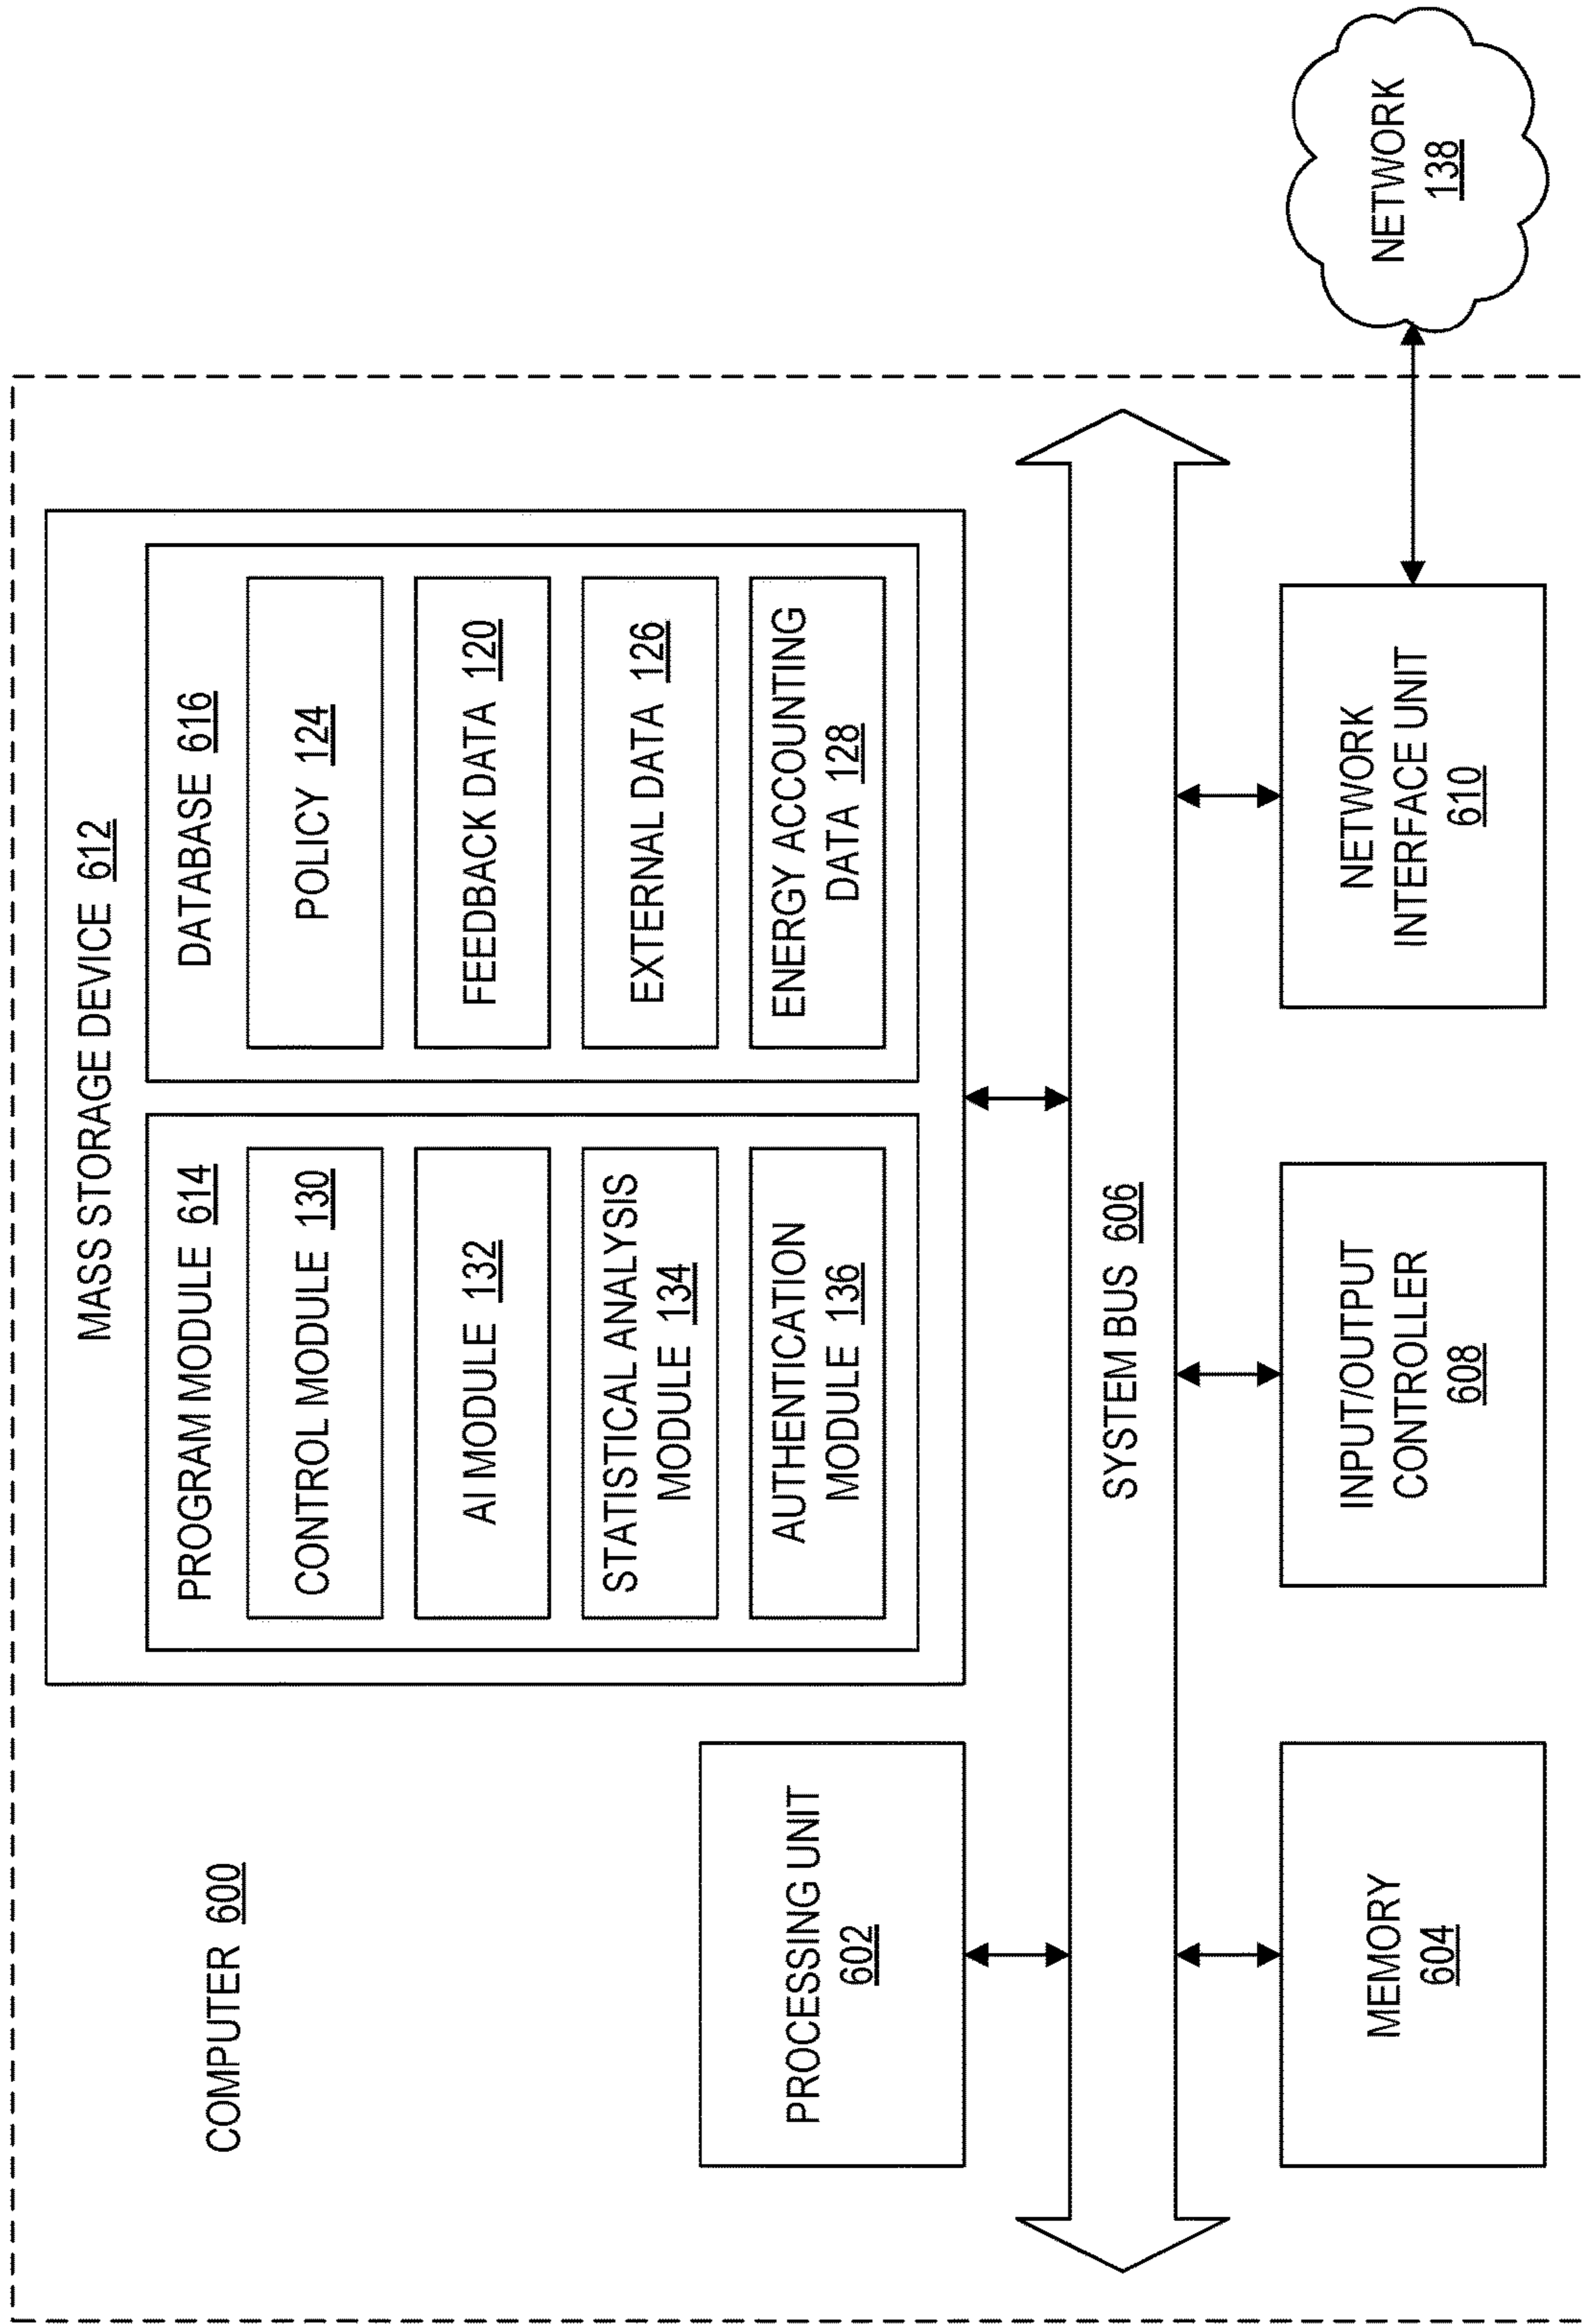 COMPUTER 600
MASS STORAGE DEVICE 612
PROGRAM MODULE 614
CONTROL MODULE 130
AI MODULE 132
STATISTICAL ANALYSIS
MODULE 134
AUTHENTICATION
MODULE 136
DATABASE 616
POLICY 124
FEEDBACK DATA 120
EXTERNAL DATA 126
ENERGY ACCOUNTING
DATA 128
PROCESSING UNIT
602
SYSTEM BUS 606
MEMORY
604
INPUT/OUTPUT
CONTROLLER
608
NETWORK
INTERFACE UNIT
610
NETWORK
138